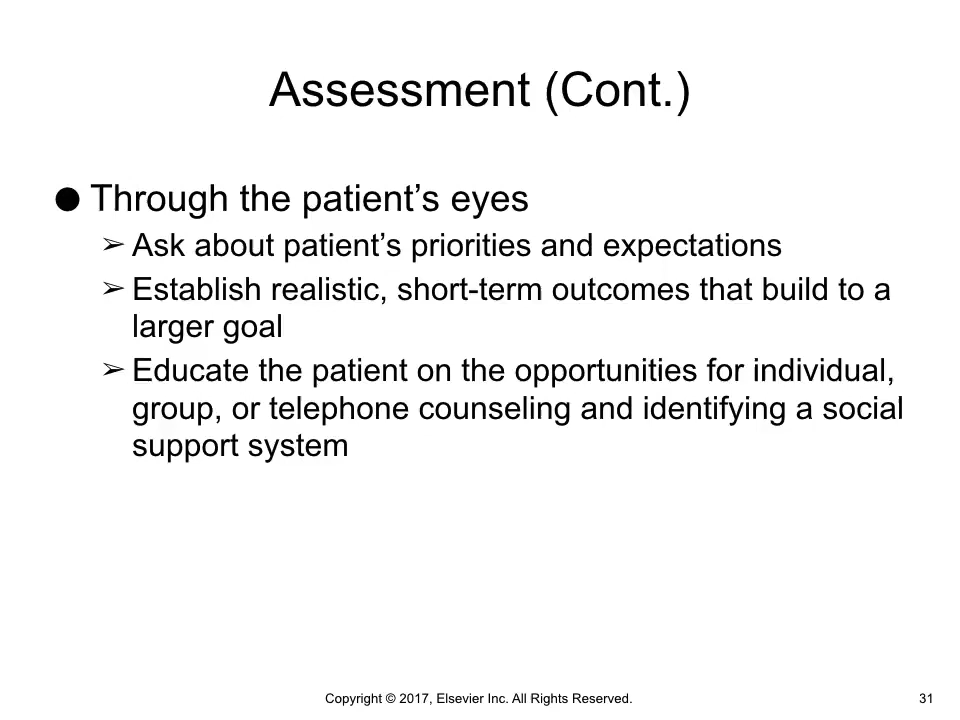 Assessment (Cont.)
● Through the patient’s eyes
➢ Ask about patient’s priorities and expectations
➢ Establish realistic, short-term outcomes that build to a
larger goal
➢ Educate the patient on the opportunities for individual,
group, or telephone counseling and identifying a social
support system
Copyright © 2017, Elsevier Inc. All Rights Reserved.
31